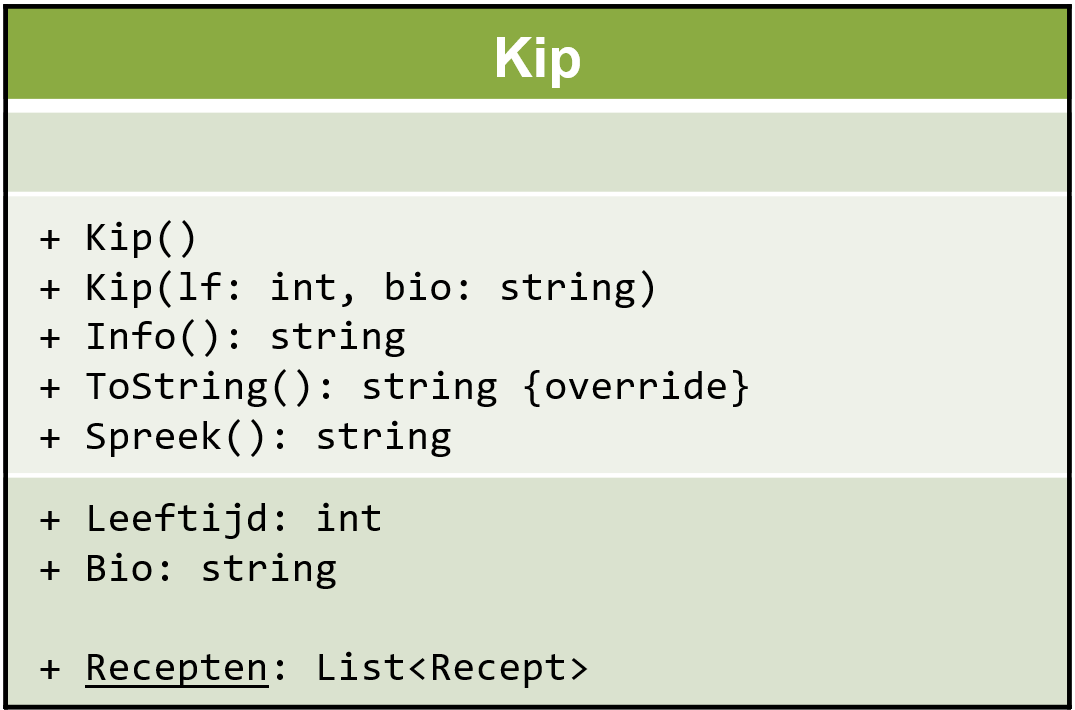 Kip
+ Kip()
+ Kip(lf: int, bio: string)
+ Info(): string
+ ToString(): string {override}
+ Spreek(): string
+ Leeftijd: int
+ Bio: string
+ Recepten: List<Recept>